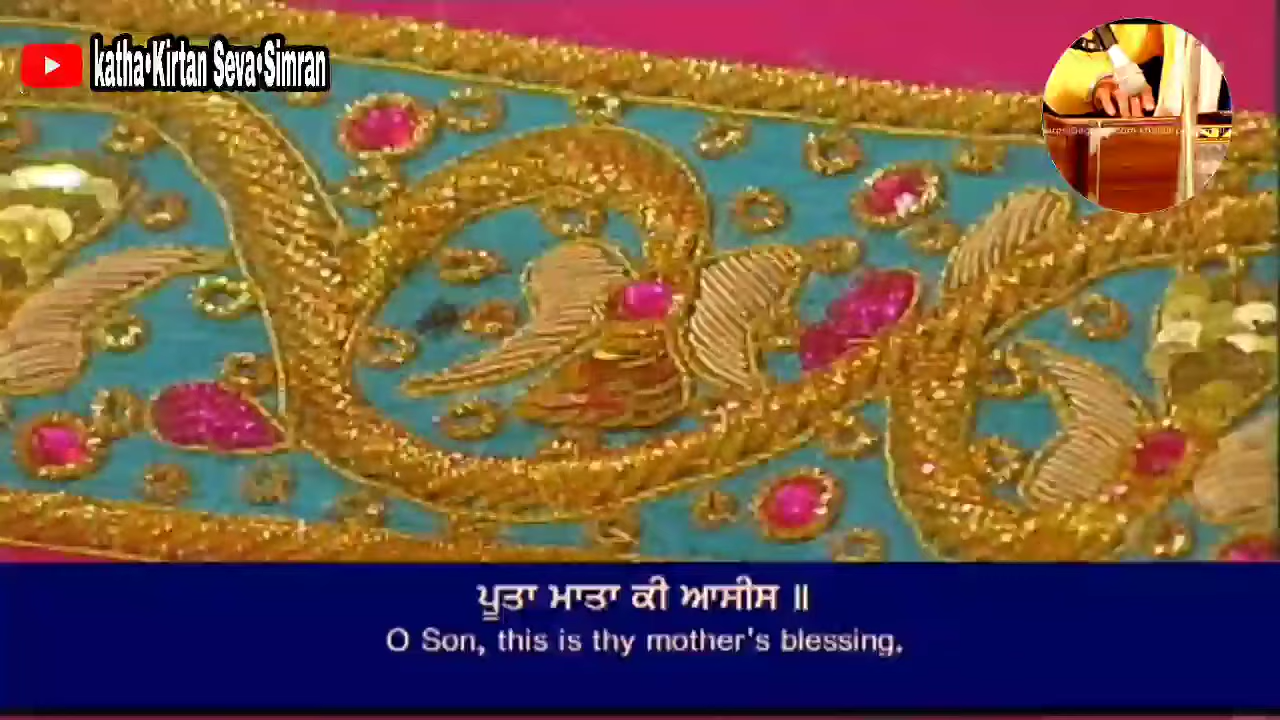 katha•Kirtan Seva•Simran
ਪੂਤਾ ਮਾਤਾ ਕੀ ਆਸੀਸ ॥
O Son, this is thy mother's blessing,